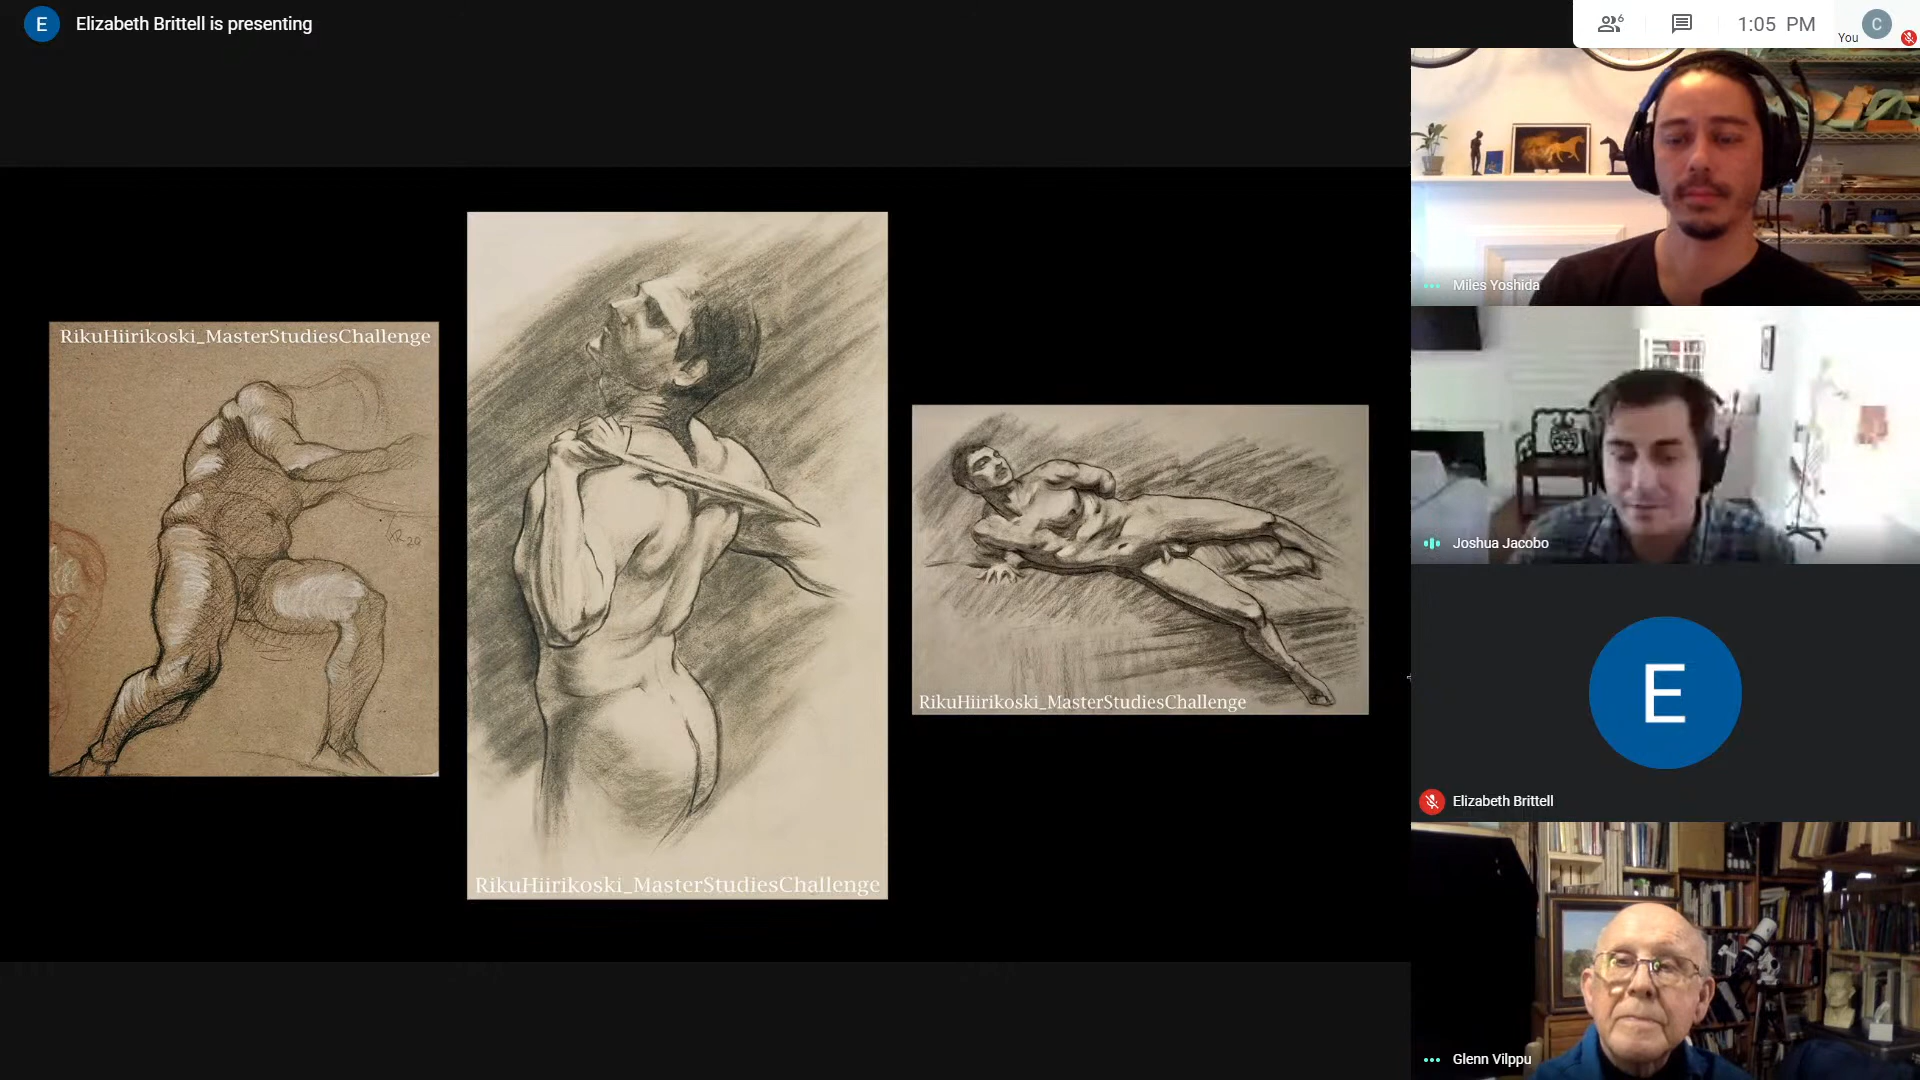 E
Elizabeth Brittell is presenting
6
1:05 PM
You
C
Miles Yoshida
RikuHiirikoski_MasterStudiesChallenge
Joshua Jacobo
E
RikuHiirikoski_MasterStudiesChallenge
Elizabeth Brittell
RikuHiirikoski_MasterStudiesChallenge
Glenn Vilppu